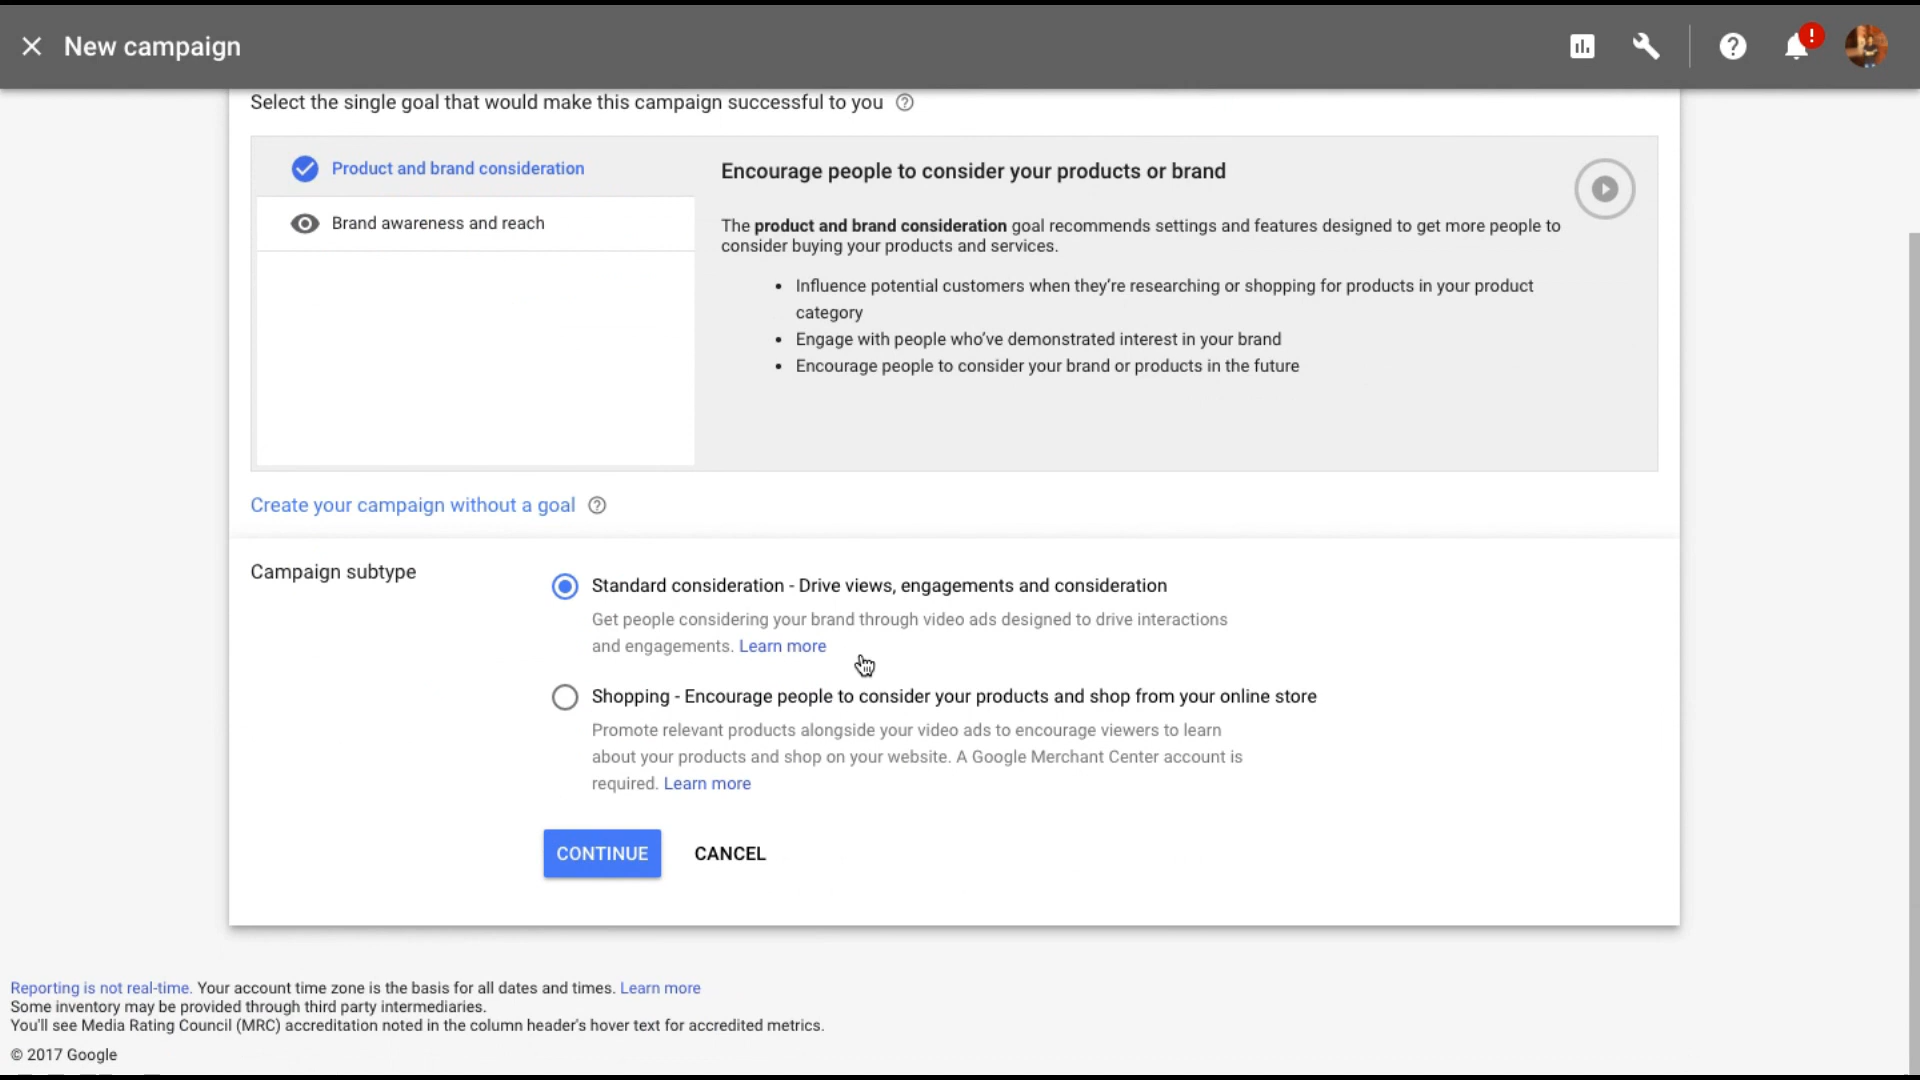 New campaign
!
Select the single goal that would make this campaign successful to you
Product and brand consideration
Brand awareness and reach
Encourage people to consider your products or brand
The product and brand consideration goal recommends settings and features designed to get more people to
consider buying your products and services.
• Influence potential customers when they're researching or shopping for products in your product
category
• Engage with people who've demonstrated interest in your brand
• Encourage people to consider your brand or products in the future
Create your campaign without a goal
Campaign subtype
Standard consideration - Drive views, engagements and consideration
Get people considering your brand through video ads designed to drive interactions
and engagements. Learn more
Shopping - Encourage people to consider your products and shop from your online store
Promote relevant products alongside your video ads to encourage viewers to learn
about your products and shop on your website. A Google Merchant Center account is
required. Learn more
CONTINUE
CANCEL
Reporting is not real-time. Your account time zone is the basis for all dates and times. Learn more
Some inventory may be provided through third party intermediaries.
You'll see Media Rating Council (MRC) accreditation noted in the column header's hover text for accredited metrics.
© 2017 Google